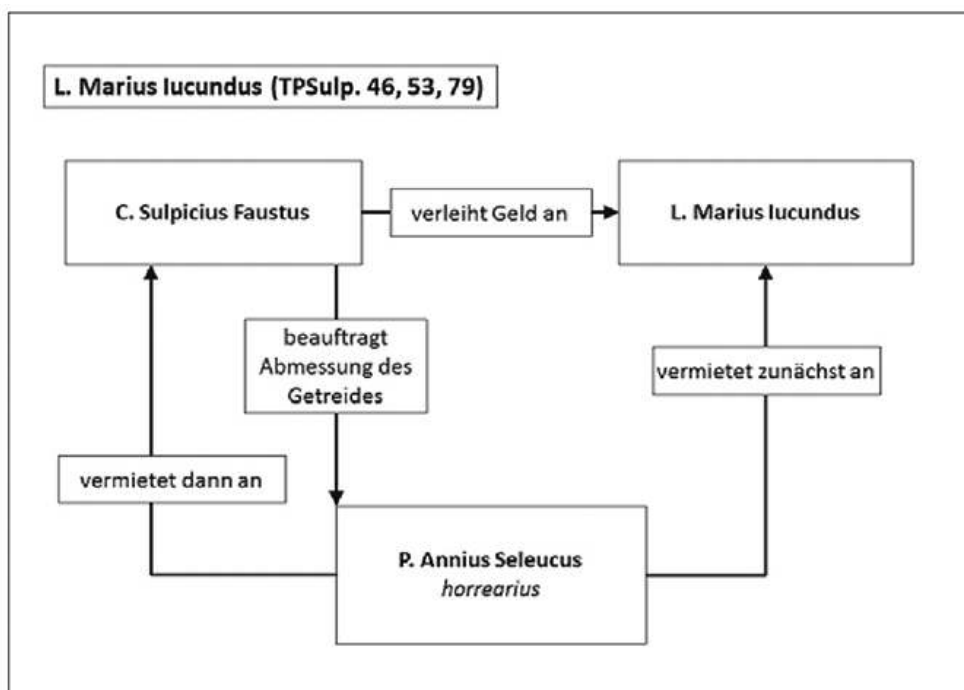 L. Marius Iucundus (TPSulp. 46, 53, 79)
C. Sulpicius Faustus
verleiht Geld an
L. Marius Iucundus
beauftragt
Abmessung des
Getreides
vermietet zunächst an
vermietet dann an
P. Annius Seleucus
horrearius